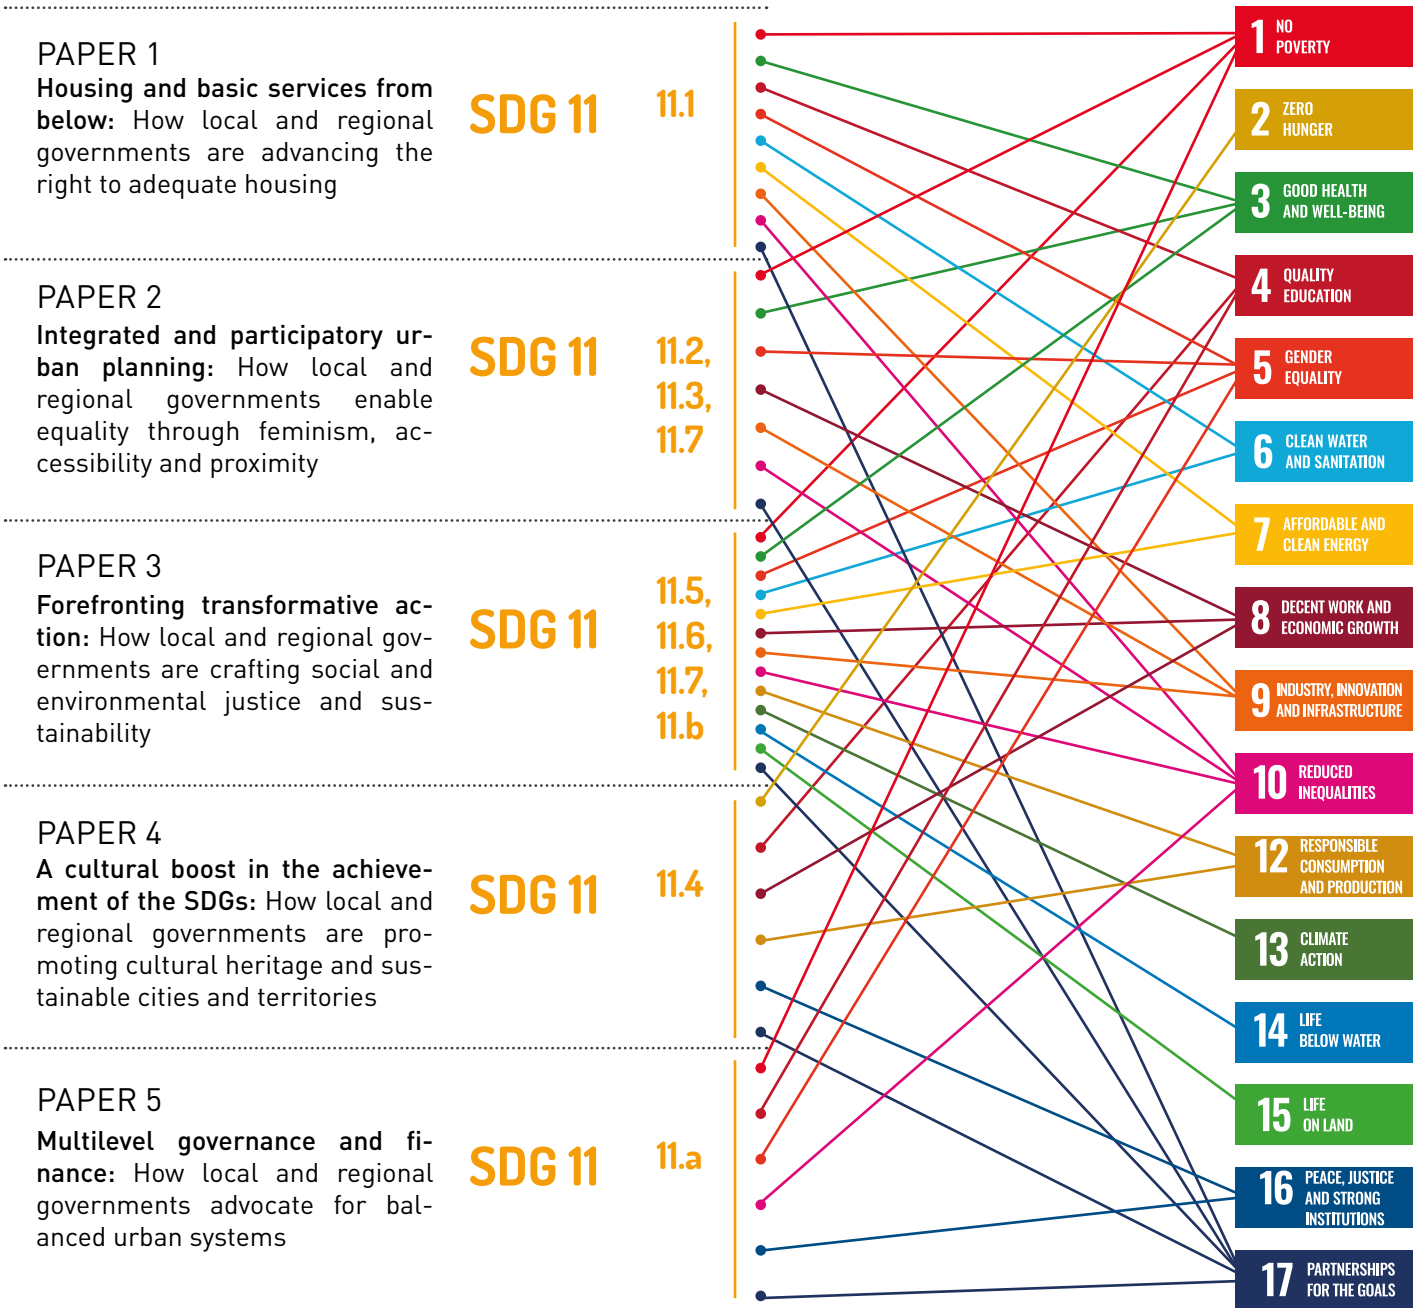 PAPER 1
Housing and basic services from
below: How local and regional
governments are advancing the
right to adequate housing
SDG 11
11.1
PAPER 2
Integrated and participatory ur-
ban planning: How local and
regional governments enable
equality through feminism, ac-
cessibility and proximity
SDG 11
11.2,
11.3,
11.7
PAPER 3
Forefronting transformative ac-
tion: How local and regional gov-
ernments are crafting social and
environmental justice and sus-
tainability
SDG 11
11.5,
11.6,
11.7,
11.b
PAPER 4
A cultural boost in the achieve-
ment of the SDGs: How local and
regional governments are pro-
moting cultural heritage and sus-
tainable cities and territories
SDG 11
11.4
PAPER 5
Multilevel governance and fi-
nance: How local and regional
governments advocate for bal-
anced urban systems
SDG 11
11.a
1 NO
POVERTY
2 ZERO
HUNGER
3 GOOD HEALTH
AND WELL-BEING
4 QUALITY
EDUCATION
5 GENDER
EQUALITY
6 CLEAN WATER
AND SANITATION
7 AFFORDABLE AND
CLEAN ENERGY
8 DECENT WORK AND
ECONOMIC GROWTH
9 INDUSTRY, INNOVATION
AND INFRASTRUCTURE
10 REDUCED
INEQUALITIES
12 RESPONSIBLE
CONSUMPTION
AND PRODUCTION
13 CLIMATE
ACTION
14 LIFE
BELOW WATER
15 LIFE
ON LAND
16 PEACE, JUSTICE
AND STRONG
INSTITUTIONS
17 PARTNERSHIPS
FOR THE GOALS